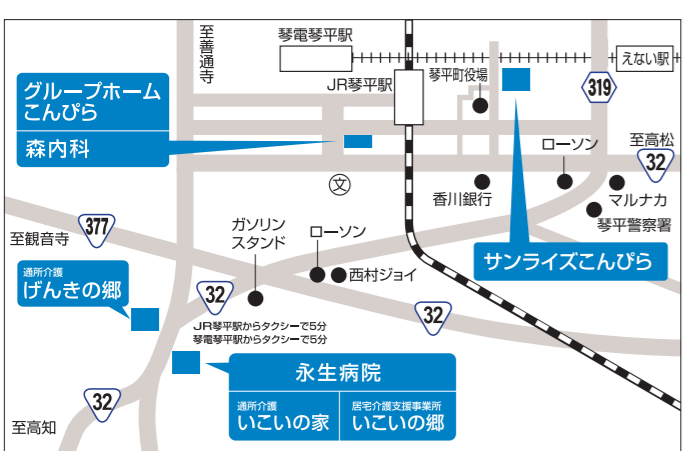 至善通寺
琴電琴平駅
えない駅
JR琴平駅
琴平町役場
319
グループホーム
こんぴら
森内科
ローソン
至高松
32
文
香川銀行
マルナカ
琴平警察署
377
至観音寺
ガソリン
スタンド
ローソン
西村ジョイ
サンライズこんぴら
通所介護
げんきの郷
32
32
JR琴平駅からタクシーで5分
琴電琴平駅からタクシーで5分
永生病院
通所介護
いこいの家
居宅介護支援事業所
いこいの郷
32
至高知